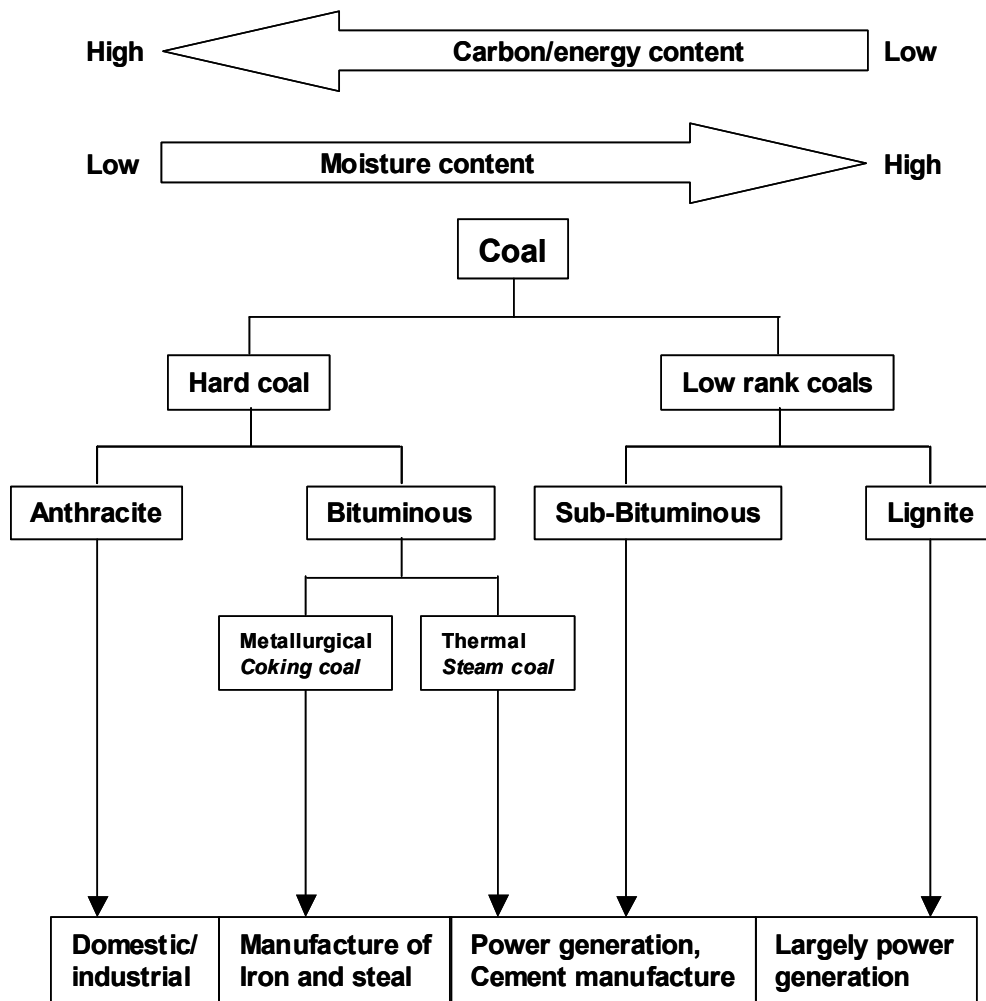 High
Carbon/energy content
Low
Low
Moisture content
High
Coal
Hard coal
Low rank coals
Anthracite
Bituminous
Sub-Bituminous
Lignite
Metallurgical
Coking coal
Thermal
Steam coal
Domestic/
industrial
Manufacture of
Iron and steal
Power generation,
Cement manufacture
Largely power
generation